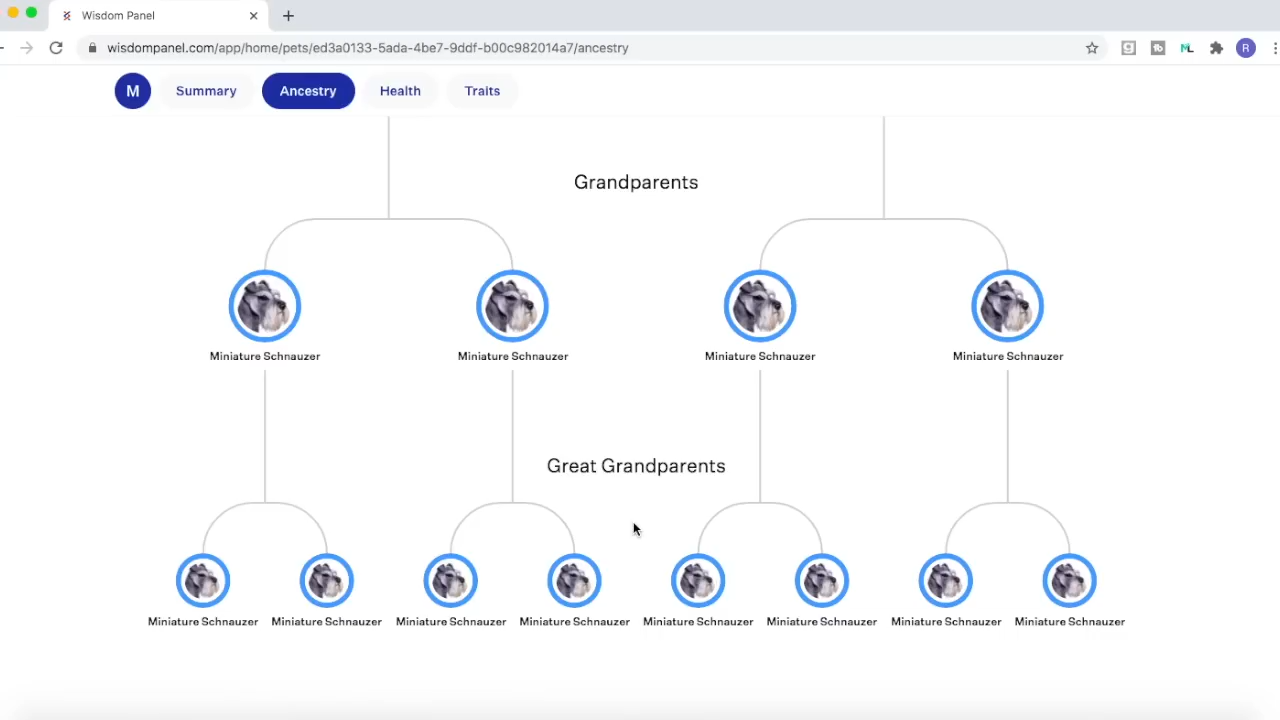 Wisdom Panel
wisdompanel.com/app/home/pets/ed3a0133-5ada-4be7-9ddf-b00c982014a7/ancestry
R
M Summary Ancestry Health Traits
Grandparents
Miniature Schnauzer Miniature Schnauzer Miniature Schnauzer Miniature Schnauzer
Great Grandparents
Miniature Schnauzer Miniature Schnauzer Miniature Schnauzer Miniature Schnauzer Miniature Schnauzer Miniature Schnauzer Miniature Schnauzer Miniature Schnauzer